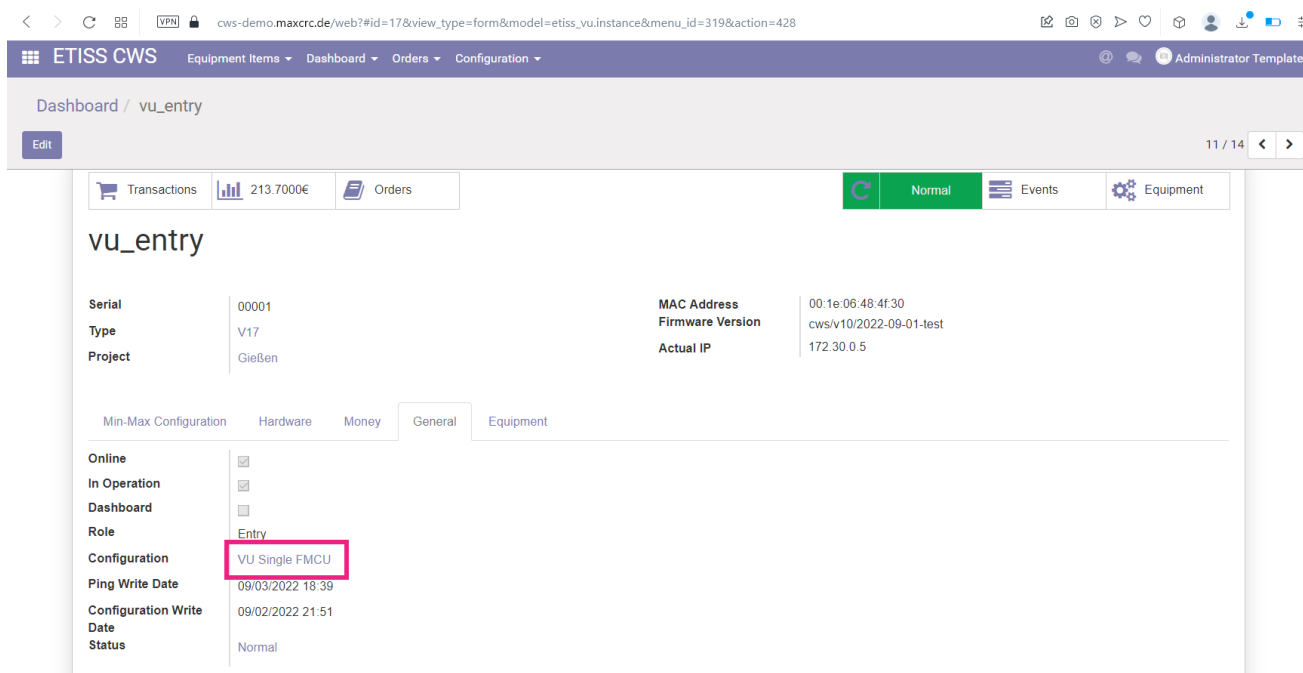 VPN cws-demo.maxcrc.de/web?#id=17&view_type=form&model=etiss_vu.instance&menu_id=319&action=428
ETISS CWS Equipment Items Dashboard Orders Configuration @ Administrator Template
Dashboard / vu_entry
Edit 11 / 14
Transactions 213.7000€ Orders Normal Events Equipment
vu_entry
Serial 00001 MAC Address 00:1e:06:48:4f:30
Type V17 Firmware Version cws/v10/2022-09-01-test
Project Gießen Actual IP 172.30.0.5
Min-Max Configuration Hardware Money General Equipment
Online
In Operation
Dashboard
Role Entry
Configuration VU Single FMCU
Ping Write Date 09/03/2022 18:39
Configuration Write Date 09/02/2022 21:51
Status Normal